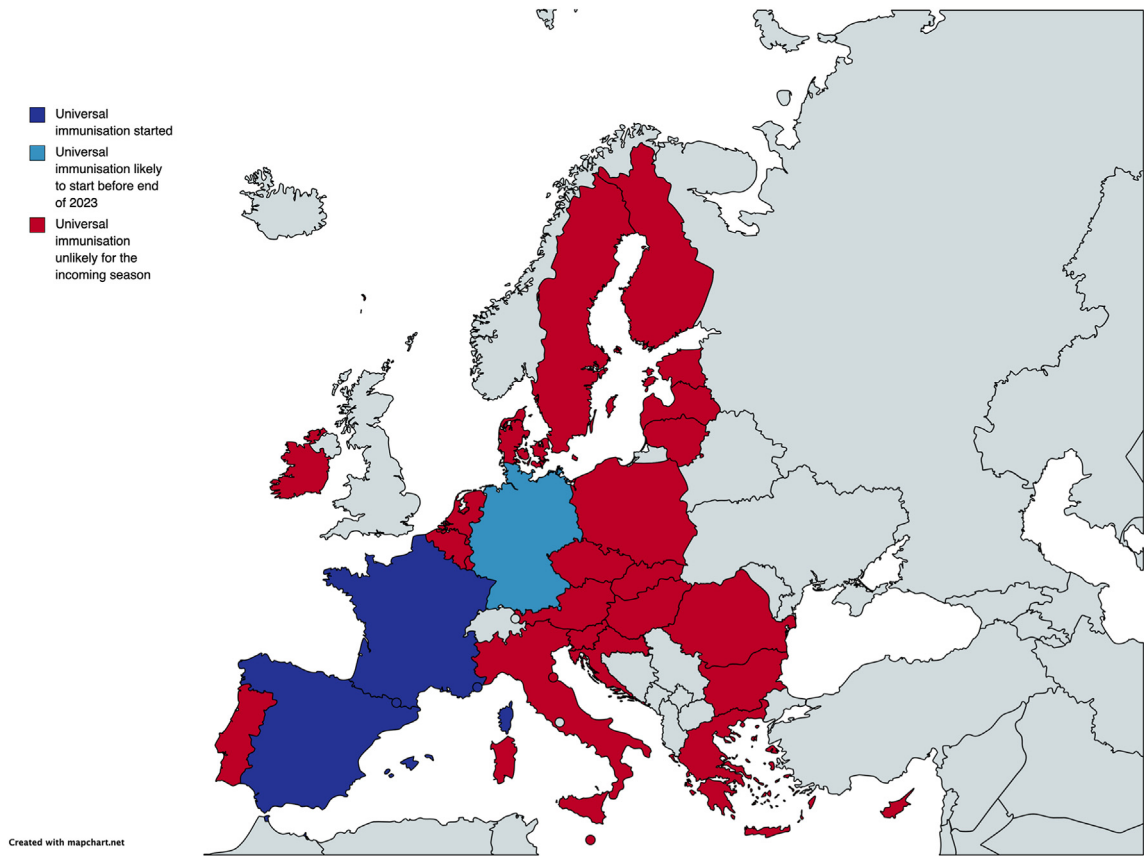 Universal
immunisation started
Universal
immunisation likely
to start before end
of 2023
Universal
immunisation
unlikely for the
incoming season
Created with mapchart.net